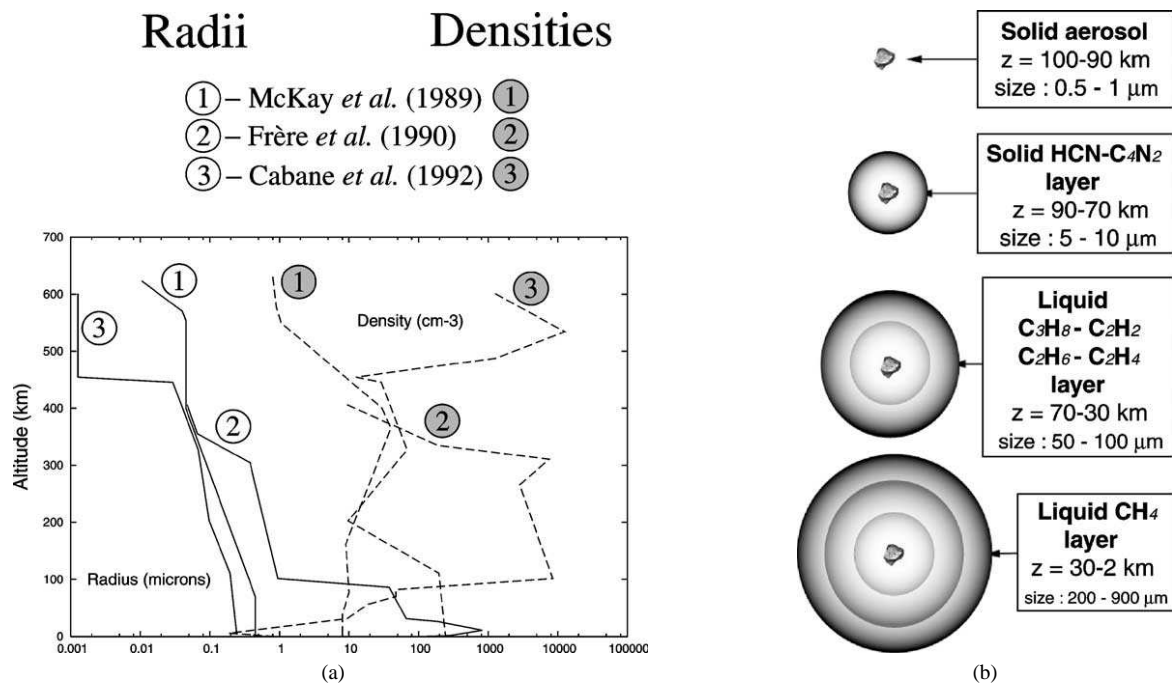 Radii Densities
① – McKay et al. (1989) ①
② – Frère et al. (1990) ②
③ – Cabane et al. (1992) ③
700
600
500
400
300
200
100
0
Altitude (km)
1
1
3
3
2
2
Density (cm-3)
Radius (microns)
0.001 0.01 0.1 1 10 100 1000 10000 100000
(a)
Solid aerosol
z = 100-90 km
size : 0.5 - 1 µm
Solid HCN-C4N2
layer
z = 90-70 km
size : 5 - 10 µm
Liquid
C3H8 - C2H2
C2H6 - C2H4
layer
z = 70-30 km
size : 50 - 100 µm
Liquid CH4
layer
z = 30-2 km
size : 200 - 900 µm
(b)